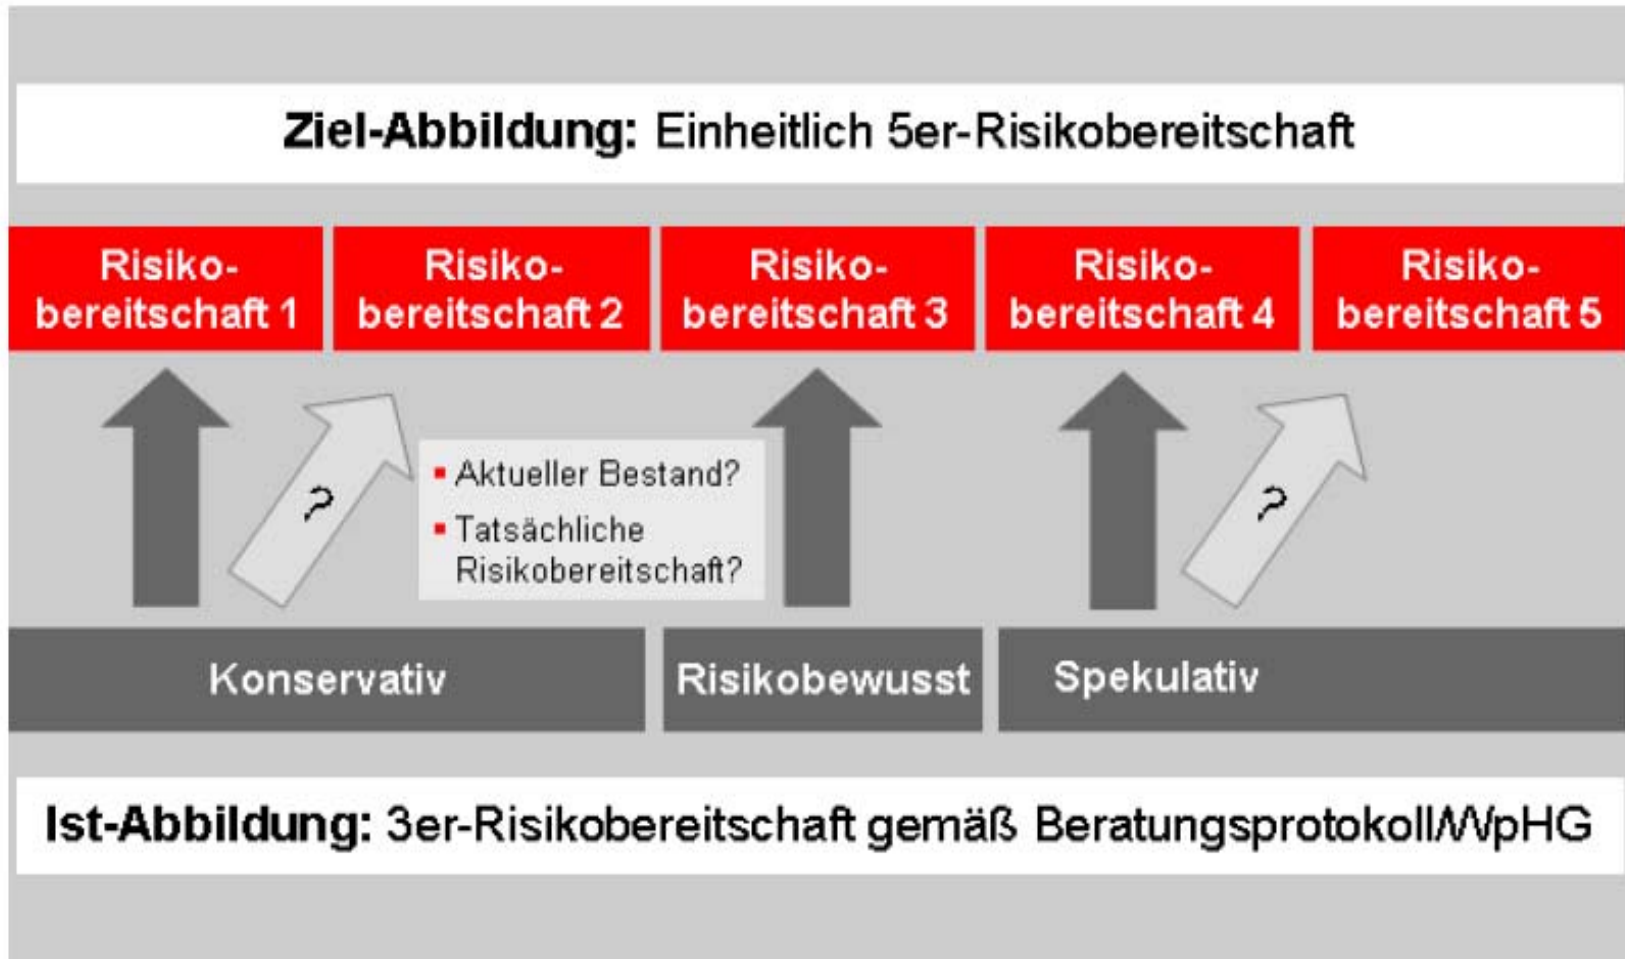 Ziel-Abbildung: Einheitlich 5er-Risikobereitschaft
Risiko-
bereitschaft 1
Risiko-
bereitschaft 2
Risiko-
bereitschaft 3
Risiko-
bereitschaft 4
Risiko-
bereitschaft 5
?
▪ Aktueller Bestand?
▪ Tatsächliche
Risikobereitschaft?
?
Konservativ
Risikobewusst
Spekulativ
Ist-Abbildung: 3er-Risikobereitschaft gemäß Beratungsprotokoll/WpHG